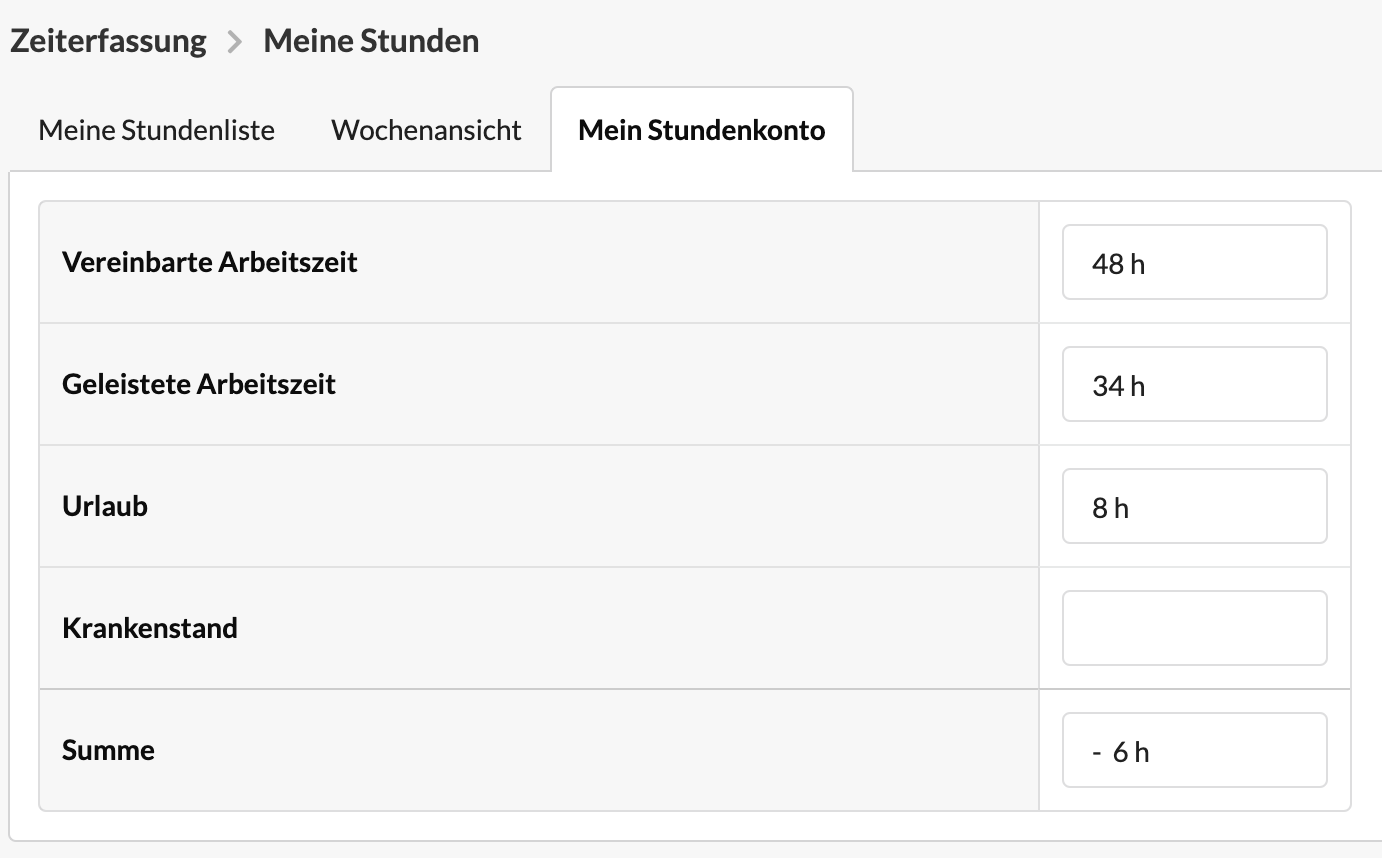 Zeiterfassung > Meine Stunden
Meine Stundenliste Wochenansicht Mein Stundenkonto
Vereinbarte Arbeitszeit 48 h
Geleistete Arbeitszeit 34 h
Urlaub 8 h
Krankenstand
Summe - 6 h